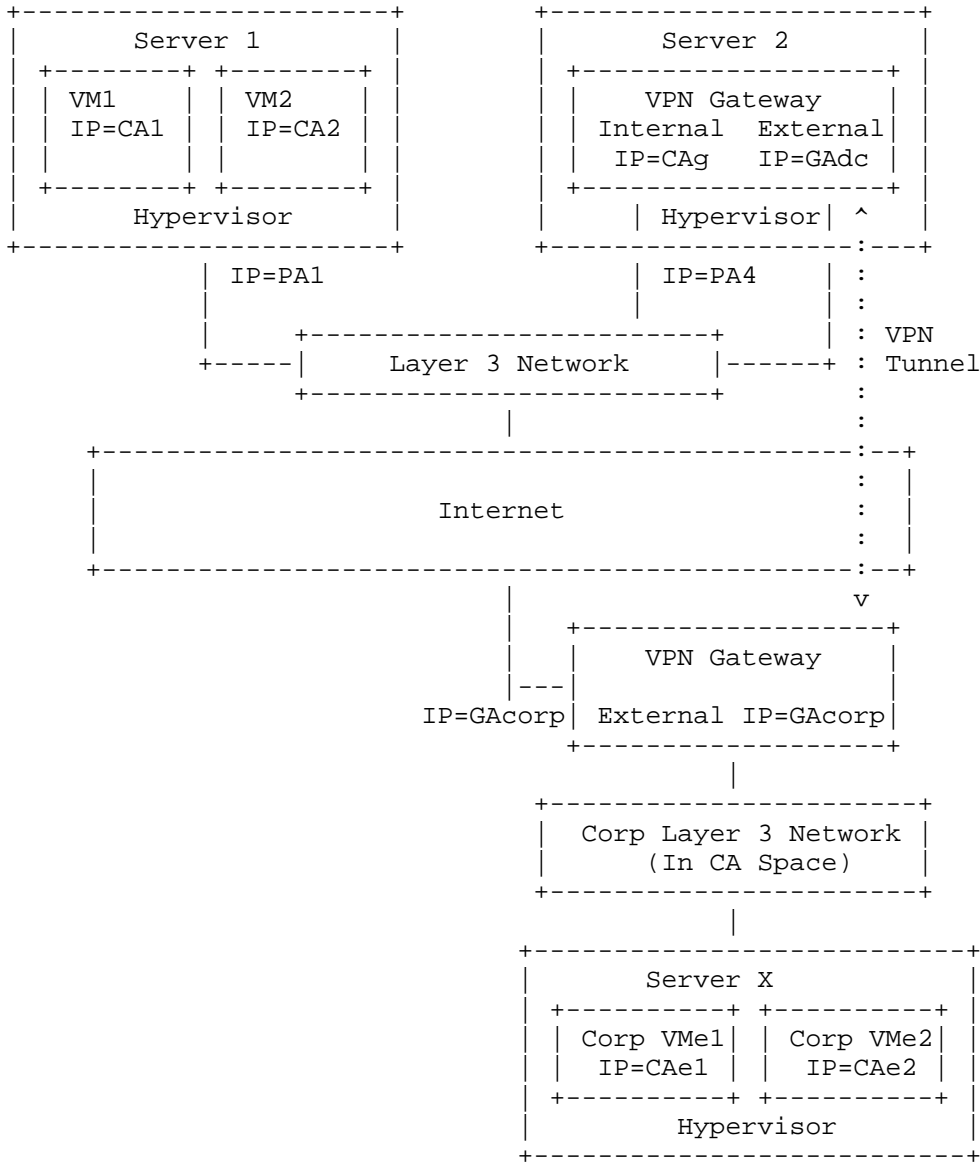 Server 1 Server 2
VM1 VM2 VPN Gateway
IP=CA1 IP=CA2 Internal External
IP=CAg IP=GAdc
Hypervisor Hypervisor
IP=PA1 IP=PA4
VPN
Layer 3 Network Tunnel
Internet
VPN Gateway
IP=GAcorp External IP=GAcorp
Corp Layer 3 Network
(In CA Space)
Server X
Corp VMe1 Corp VMe2
IP=CAe1 IP=CAe2
Hypervisor